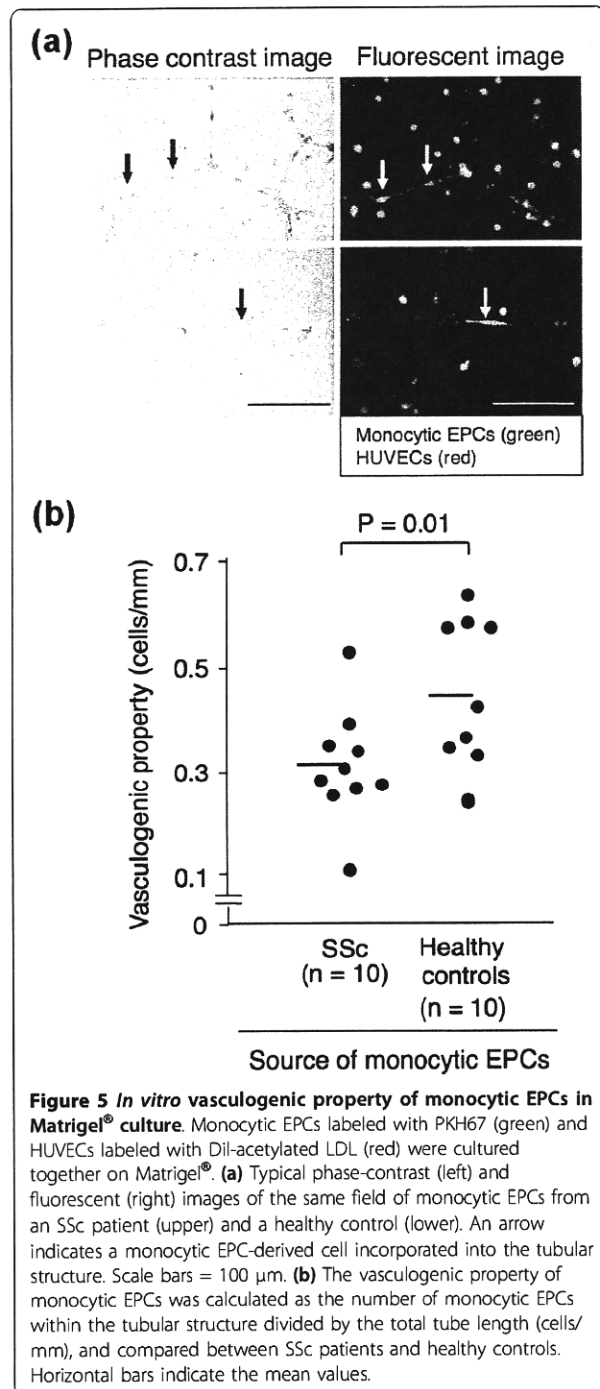 (a)
Phase contrast image Fluorescent image
Monocytic EPCs (green)
HUVECs (red)
(b)
P = 0.01
Vasculogenic property (cells/mm)
0.7
0.5
0.3
0.1
0
SSc
(n = 10)
Healthy
controls
(n = 10)
Source of monocytic EPCs
Figure 5 In vitro vasculogenic property of monocytic EPCs in
Matrigel® culture. Monocytic EPCs labeled with PKH67 (green) and
HUVECs labeled with DiI-acetylated LDL (red) were cultured
together on Matrigel®. (a) Typical phase-contrast (left) and
fluorescent (right) images of the same field of monocytic EPCs from
an SSc patient (upper) and a healthy control (lower). An arrow
indicates a monocytic EPC-derived cell incorporated into the tubular
structure. Scale bars = 100 μm. (b) The vasculogenic property of
monocytic EPCs was calculated as the number of monocytic EPCs
within the tubular structure divided by the total tube length (cells/
mm), and compared between SSc patients and healthy controls.
Horizontal bars indicate the mean values.